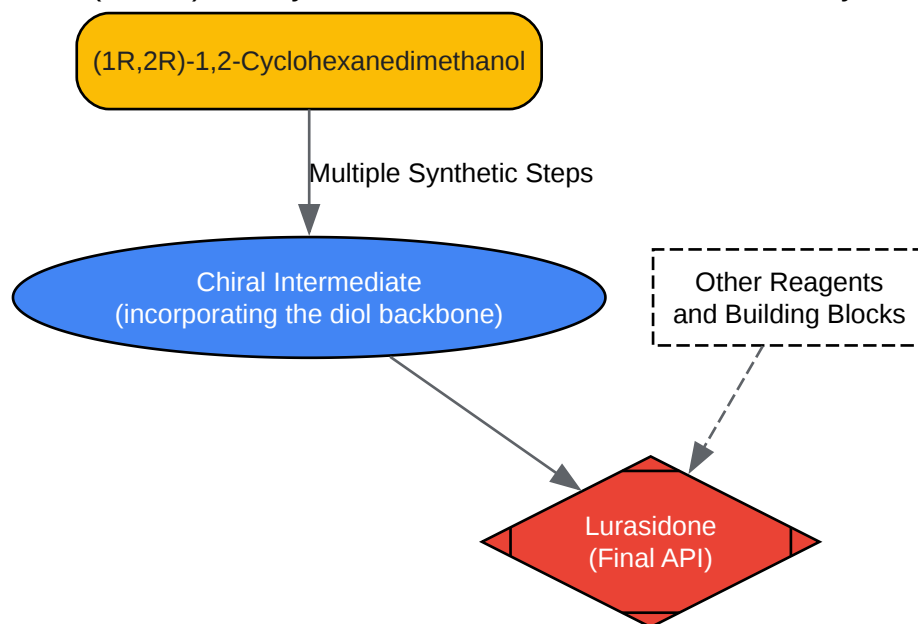 (1R,2R)-1,2-Cyclohexanedimethanol
Multiple Synthetic Steps
Chiral Intermediate
(incorporating the diol backbone)
Other Reagents
and Building Blocks
Lurasidone
(Final API)